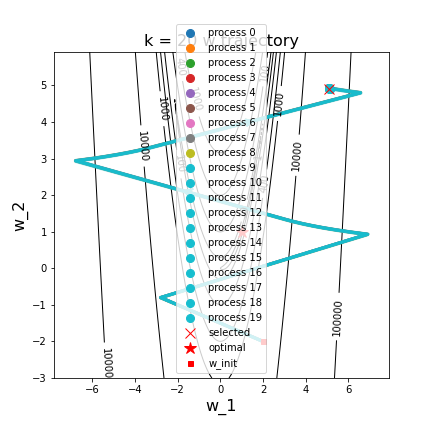 k = 20 w trajectory
process 0
process 1
process 2
process 3
process 4
process 5
process 6
process 7
process 8
process 9
process 10
process 11
process 12
process 13
process 14
process 15
process 16
process 17
process 18
process 19
selected
optimal
w_init
w_2
5
4
3
2
1
0
−1
−2
−3
1000
1000
1000
10000
10000
10000
100000
−6
−4
−2
0
2
4
6
w_1